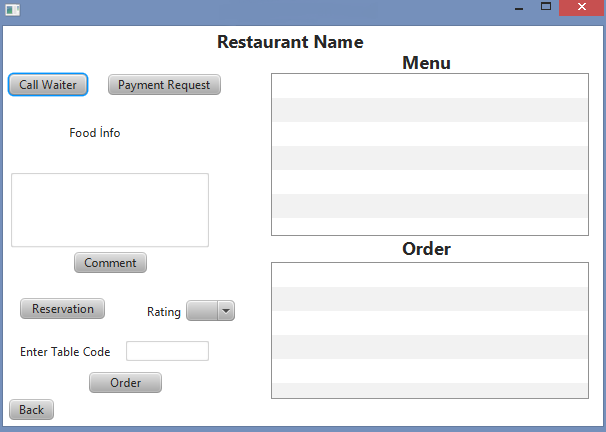 Restaurant Name
Menu
Call Waiter
Payment Request
Food İnfo
Comment
Order
Reservation
Rating
Enter Table Code
Order
Back